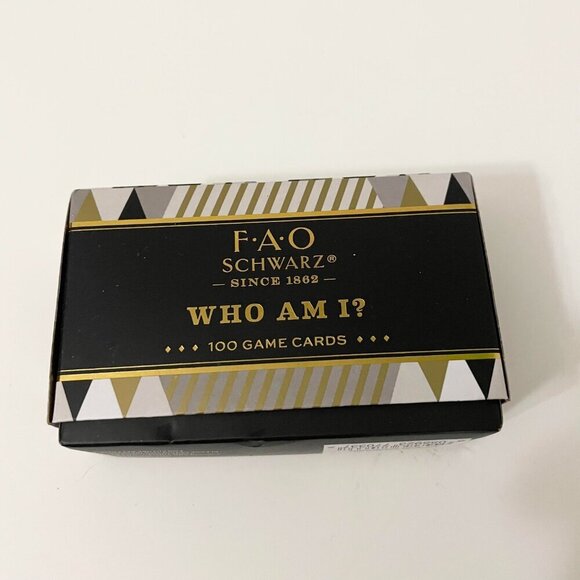 F·A·O
SCHWARZ®
— SINCE 1862 —
WHO AM I?
100 GAME CARDS